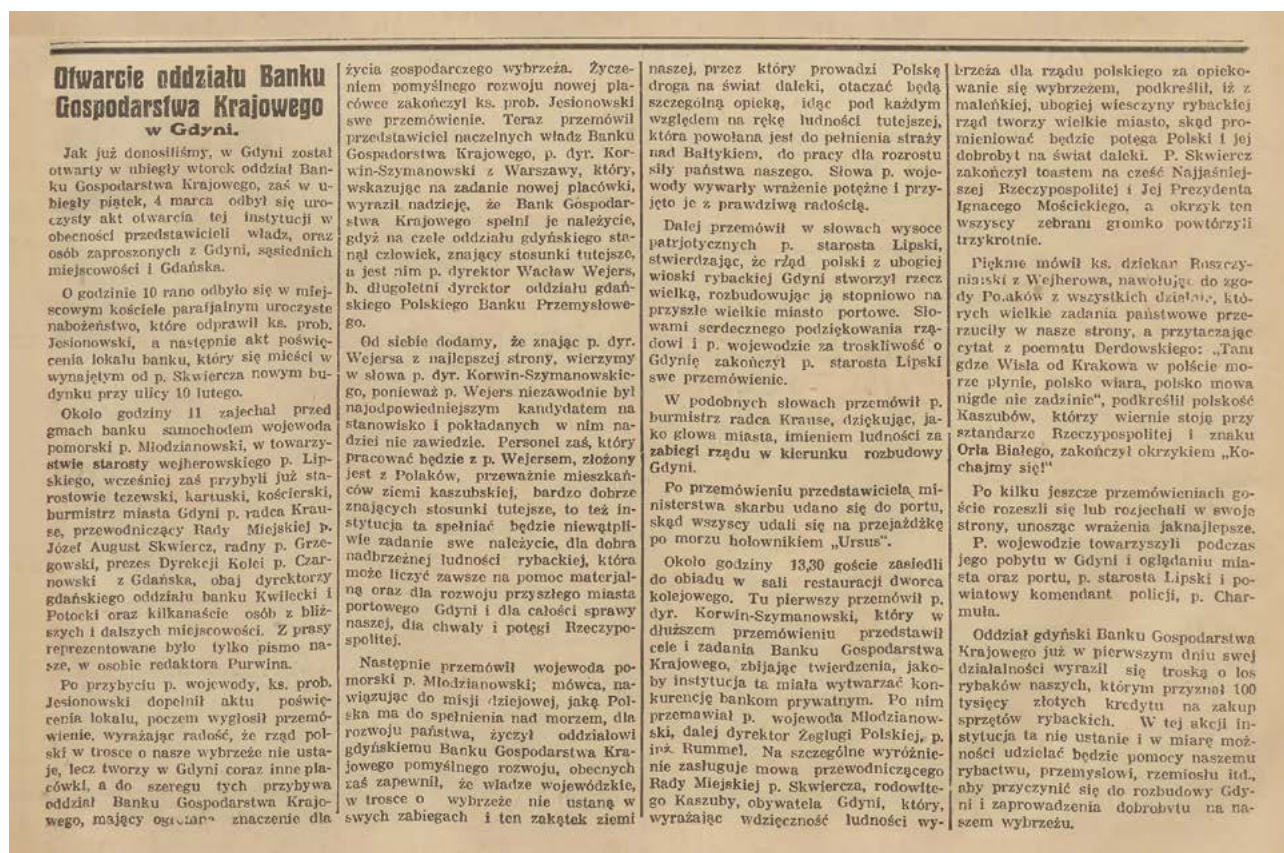 Otwarcie oddziału Banku
Gospodarstwa Krajowego
w Gdyni.
Jak już donosiliśmy, w Gdyni został
otwarty w ubiegły wtorek oddział Ban-
ku Gospodarstwa Krajowego, zaś w u-
biegły piątek, 4 marca odbył się uro-
czysty akt otwarcia tej instytucji w
obecności przedstawicieli władz, oraz
osób zaproszonych z Gdyni, sąsiednich
miejscowości i Gdańska.
O godzinie 10 rano odbyło się w miej-
scowym kościele parafjalnym uroczyste
nabożeństwo, które odprawił ks. prob.
Jesionowski, a następnie akt poświę-
cenia lokalu banku, który się mieści w
wynajętym od p. Skwiercza nowym bu-
dynku przy ulicy 10 lutego.
Około godziny 11 zajechał przed
gmach banku samochodem wojewoda
pomorski p. Młodzianowski, w towarzy-
stwie starosty wejherowskiego p. Lip-
skiego, wcześniej zaś przybyli już sta-
rostowie tczewski, kartuski, kościerski,
burmistrz miasta Gdyni p. radca Krau-
se, przewodniczący Rady Miejskiej p.
Józef August Skwiercz, radny p. Grze-
gowski, prezes Dyrekcji Kolei p. Czar-
nowski z Gdańska, obaj dyrektorzy
gdańskiego oddziału banku Kwilecki i
Potocki oraz kilkanaście osób z bliż-
szych i dalszych miejscowości. Z prasy
reprezentowane było tylko pismo na-
sze, w osobie redaktora Purwina.
Po przybyciu p. wojewody, ks. prob.
Jesionowski dopełnił aktu poświę-
cenia lokalu, poczem wygłosił przemó-
wienie, wyrażając radość, że rząd pol-
ski w trosce o nasze wybrzeże nie usta-
je, lecz tworzy w Gdyni coraz inne pla-
cówki, a do szeregu tych przybywa
oddział Banku Gospodarstwa Krajo-
wego, mający znaczenie dla
życia gospodarczego wybrzeża. Życze-
niem pomyślnego rozwoju nowej pla-
cówce zakończył ks. prob. Jesionowski
swe przemówienie. Teraz przemówił
przedstawiciel naczelnych władz Banku
Gospadorstwa Krajowego, p. dyr. Kor-
win-Szymanowski z Warszawy, który,
wskazując na zadanie nowej placówki,
wyraził nadzieję, że Bank Gospodar-
stwa Krajowego spełni je należycie,
gdyż na czele oddziału gdyńskiego sta-
nął człowiek, znający stosunki tutejsze,
a jest nim p. dyrektor Wacław Wejers,
b. długoletni dyrektor oddziału gdań-
skiego Polskiego Banku Przemysłowe-
go.
Od siebie dodamy, że znając p. dyr.
Wejersa z najlepszej strony, wierzymy
w słowa p. dyr. Korwin-Szymanowskie-
go, ponieważ p. Wejers niezawodnie był
najodpowiedniejszym kandydatem na
stanowisko i pokładanych w nim na-
dziei nie zawiedzie. Personel zaś, który
pracować będzie z p. Wejersem, złożony
jest z Polaków, przeważnie mieszkań-
ców ziemi kaszubskiej, bardzo dobrze
znających stosunki tutejsze, to też in-
stytucja ta spełniać będzie niewątpli-
wie zadanie swe należycie, dla dobra
nadbrzeżnej ludności rybackiej, która
może liczyć zawsze na pomoc materjal-
ną oraz dla rozwoju przyszłego miasta
portowego Gdyni i dla całości sprawy
naszej, dla chwały i potęgi Rzeczypo-
spolitej.
Następnie przemówił wojewoda po-
morski p. Młodzianowski; mówca, na-
wiązując do misji dziejowej, jaką Pol-
ska ma do spełnienia nad morzem, dla
rozwoju państwa, życzył oddziałowi
gdyńskiemu Banku Gospodarstwa Kra-
jowego pomyślnego rozwoju, obecnych
zaś zapewnił, że władze wojewódzkie,
w trosce o wybrzeże nie ustaną w
swych zabiegach i ten zakątek ziemi
naszej, przez który prowadzi Polskę
droga na świat daleki, otaczać będą
szczególną opieką, idąc pod każdym
względem na rękę ludności tutejszej,
która powołana jest do pełnienia straży
nad Bałtykiem, do pracy dla rozrostu
siły państwa naszego. Słowa p. woje-
wody wywarły wrażenie potężne i przy-
jęto je z prawdziwą radością.
Dalej przemówił w słowach wysoce
patrjotycznych p. starosta Lipski,
stwierdzając, że rząd polski z ubogiej
wioski rybackiej Gdyni stworzył rzecz
wielką, rozbudowując ją stopniowo na
przyszłe wielkie miasto portowe. Sło-
wami serdecznego podziękowania rzą-
dowi i p. wojewodzie za troskliwość o
Gdynię zakończył p. starosta Lipski
swe przemówienie.
W podobnych słowach przemówił p.
burmistrz radca Krause, dziękując, ja-
ko głowa miasta, imieniem ludności za
zabiegi rządu w kierunku rozbudowy
Gdyni.
Po przemówieniu przedstawiciela mi-
nisterstwa skarbu udano się do portu,
skąd wszyscy udali się na przejażdżkę
po morzu holownikiem „Ursus“.
Około godziny 13,30 goście zasiedli
do obiadu w sali restauracji dworca
kolejowego. Tu pierwszy przemówił p.
dyr. Korwin-Szymanowski, który w
dłuższem przemówieniu przedstawił
cele i zadania Banku Gospodarstwa
Krajowego, zbijając twierdzenia, jako-
by instytucja ta miała wytwarzać kon-
kurencję bankom prywatnym. Po nim
przemawiał p. wojewoda Młodzianow-
ski, dalej dyrektor Żeglugi Polskiej, p.
inż. Rummel. Na szczególne wyróżnie-
nie zasługuje mowa przewodniczącego
Rady Miejskiej p. Skwiercza, rodowite-
go Kaszuby, obywatela Gdyni, który,
wyrażając wdzięczność ludności wy-
brzeża dla rządu polskiego za opieko-
wanie się wybrzeżem, podkreślił, iż z
maleńkiej, ubogiej wiesczyny rybackiej
rząd tworzy wielkie miasto, skąd pro-
mieniować będzie potęga Polski i jej
dobrobyt na świat daleki. P. Skwiercz
zakończył toastem na cześć Najjaśniej-
szej Rzeczypospolitej i Jej Prezydenta
Ignacego Mościckiego, a okrzyk ten
wszyscy zebrani gromko powtórzyli
trzykrotnie.
Pięknie mówił ks. dziekan Roszczy-
nialski z Wejherowa, nawołując do zgo-
dy Polaków z wszystkich dzielnic, któ-
rych wielkie zadania państwowe prze-
rzuciły w nasze strony, a przytaczając
cytat z poematu Derdowskiego: „Tam
gdze Wisła od Krakowa w polście mo-
rze płynie, polsko wiara, polsko mowa
nigde nie zadzinie“, podkreślił polskość
Kaszubów, którzy wiernie stoją przy
sztandarze Rzeczypospolitej i znaku
Orła Białego, zakończył okrzykiem „Ko-
chajmy się!“
Po kilku jeszcze przemówieniach go-
ście rozeszli się lub rozjechali w swoje
strony, unosząc wrażenia jaknajlepsze.
P. wojewodzie towarzyszyli podczas
jego pobytu w Gdyni i oglądaniu mia-
sta oraz portu, p. starosta Lipski i po-
wiatowy komendant policji, p. Char-
muła.
Oddział gdyński Banku Gospodarstwa
Krajowego już w pierwszym dniu swej
działalności wyraził się troską o los
rybaków naszych, którym przyznał 100
tysięcy złotych kredytu na zakup
sprzętów rybackich. W tej akcji in-
stytucja ta nie ustanie i w miarę moż-
ności udzielać będzie pomocy naszemu
rybactwu, przemysłowi, rzemiosłu itd.,
aby przyczynić się do rozbudowy Gdy-
ni i zaprowadzenia dobrobytu na na-
szem wybrzeżu.